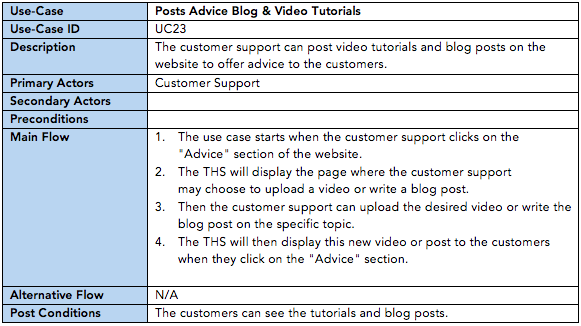 Use-Case Posts Advice Blog & Video Tutorials
Use-Case ID UC23
Description The customer support can post video tutorials and blog posts on the
website to offer advice to the customers.
Primary Actors Customer Support
Secondary Actors
Preconditions
Main Flow 1. The use case starts when the customer support clicks on the
"Advice" section of the website.
2. The THS will display the page where the customer support
may choose to upload a video or write a blog post.
3. Then the customer support can upload the desired video or write the
blog post on the specific topic.
4. The THS will then display this new video or post to the customers
when they click on the "Advice" section.
Alternative Flow N/A
Post Conditions The customers can see the tutorials and blog posts.